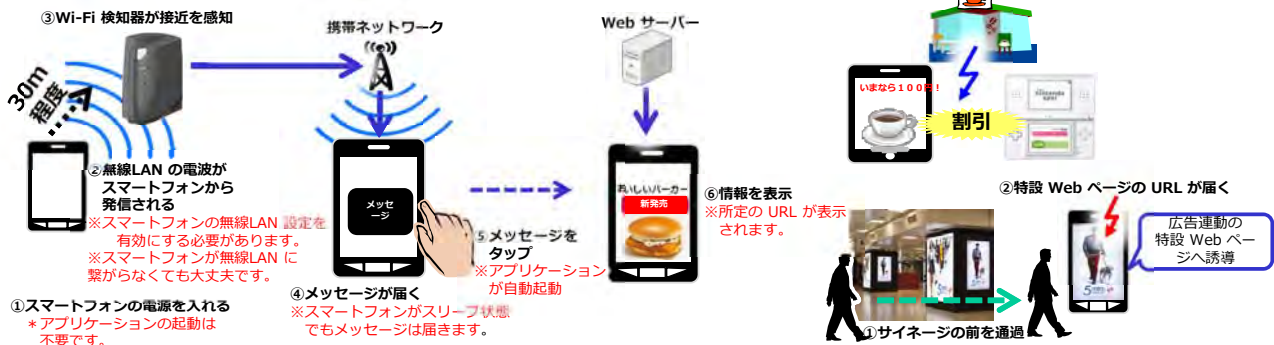 ③Wi-Fi 検知器が接近を感知
30m
程度
②無線LAN の電波が
スマートフォンから
発信される
※スマートフォンの無線LAN 設定を
有効にする必要があります。
※スマートフォンが無線LAN に
繋がらなくても大丈夫です。
①スマートフォンの電源を入れる
＊アプリケーションの起動は
不要です。
携帯ネットワーク
メッセ
ージ
④メッセージが届く
※スマートフォンがスリープ状態
でもメッセージは届きます。
⑤メッセージを
タップ
※アプリケーション
が自動起動
Web サーバー
おいしいバーガー
新発売
⑥情報を表示
※所定の URL が表示
されます。
いまなら１００円！
割引
①サイネージの前を通過
②特設 Web ページの URL が届く
広告連動の
特設 Web ペー
ジへ誘導